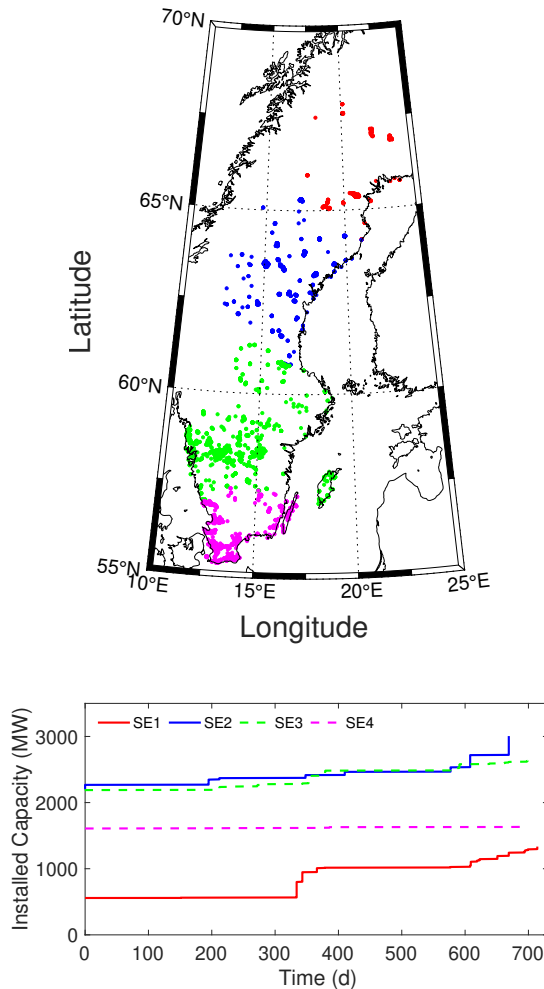 70°N
65°N
60°N
55°N
Latitude
10°E 15°E 20°E 25°E
Longitude
SE1 SE2 SE3 SE4
3000
2000
1000
0
Installed Capacity (MW)
0 100 200 300 400 500 600 700
Time (d)